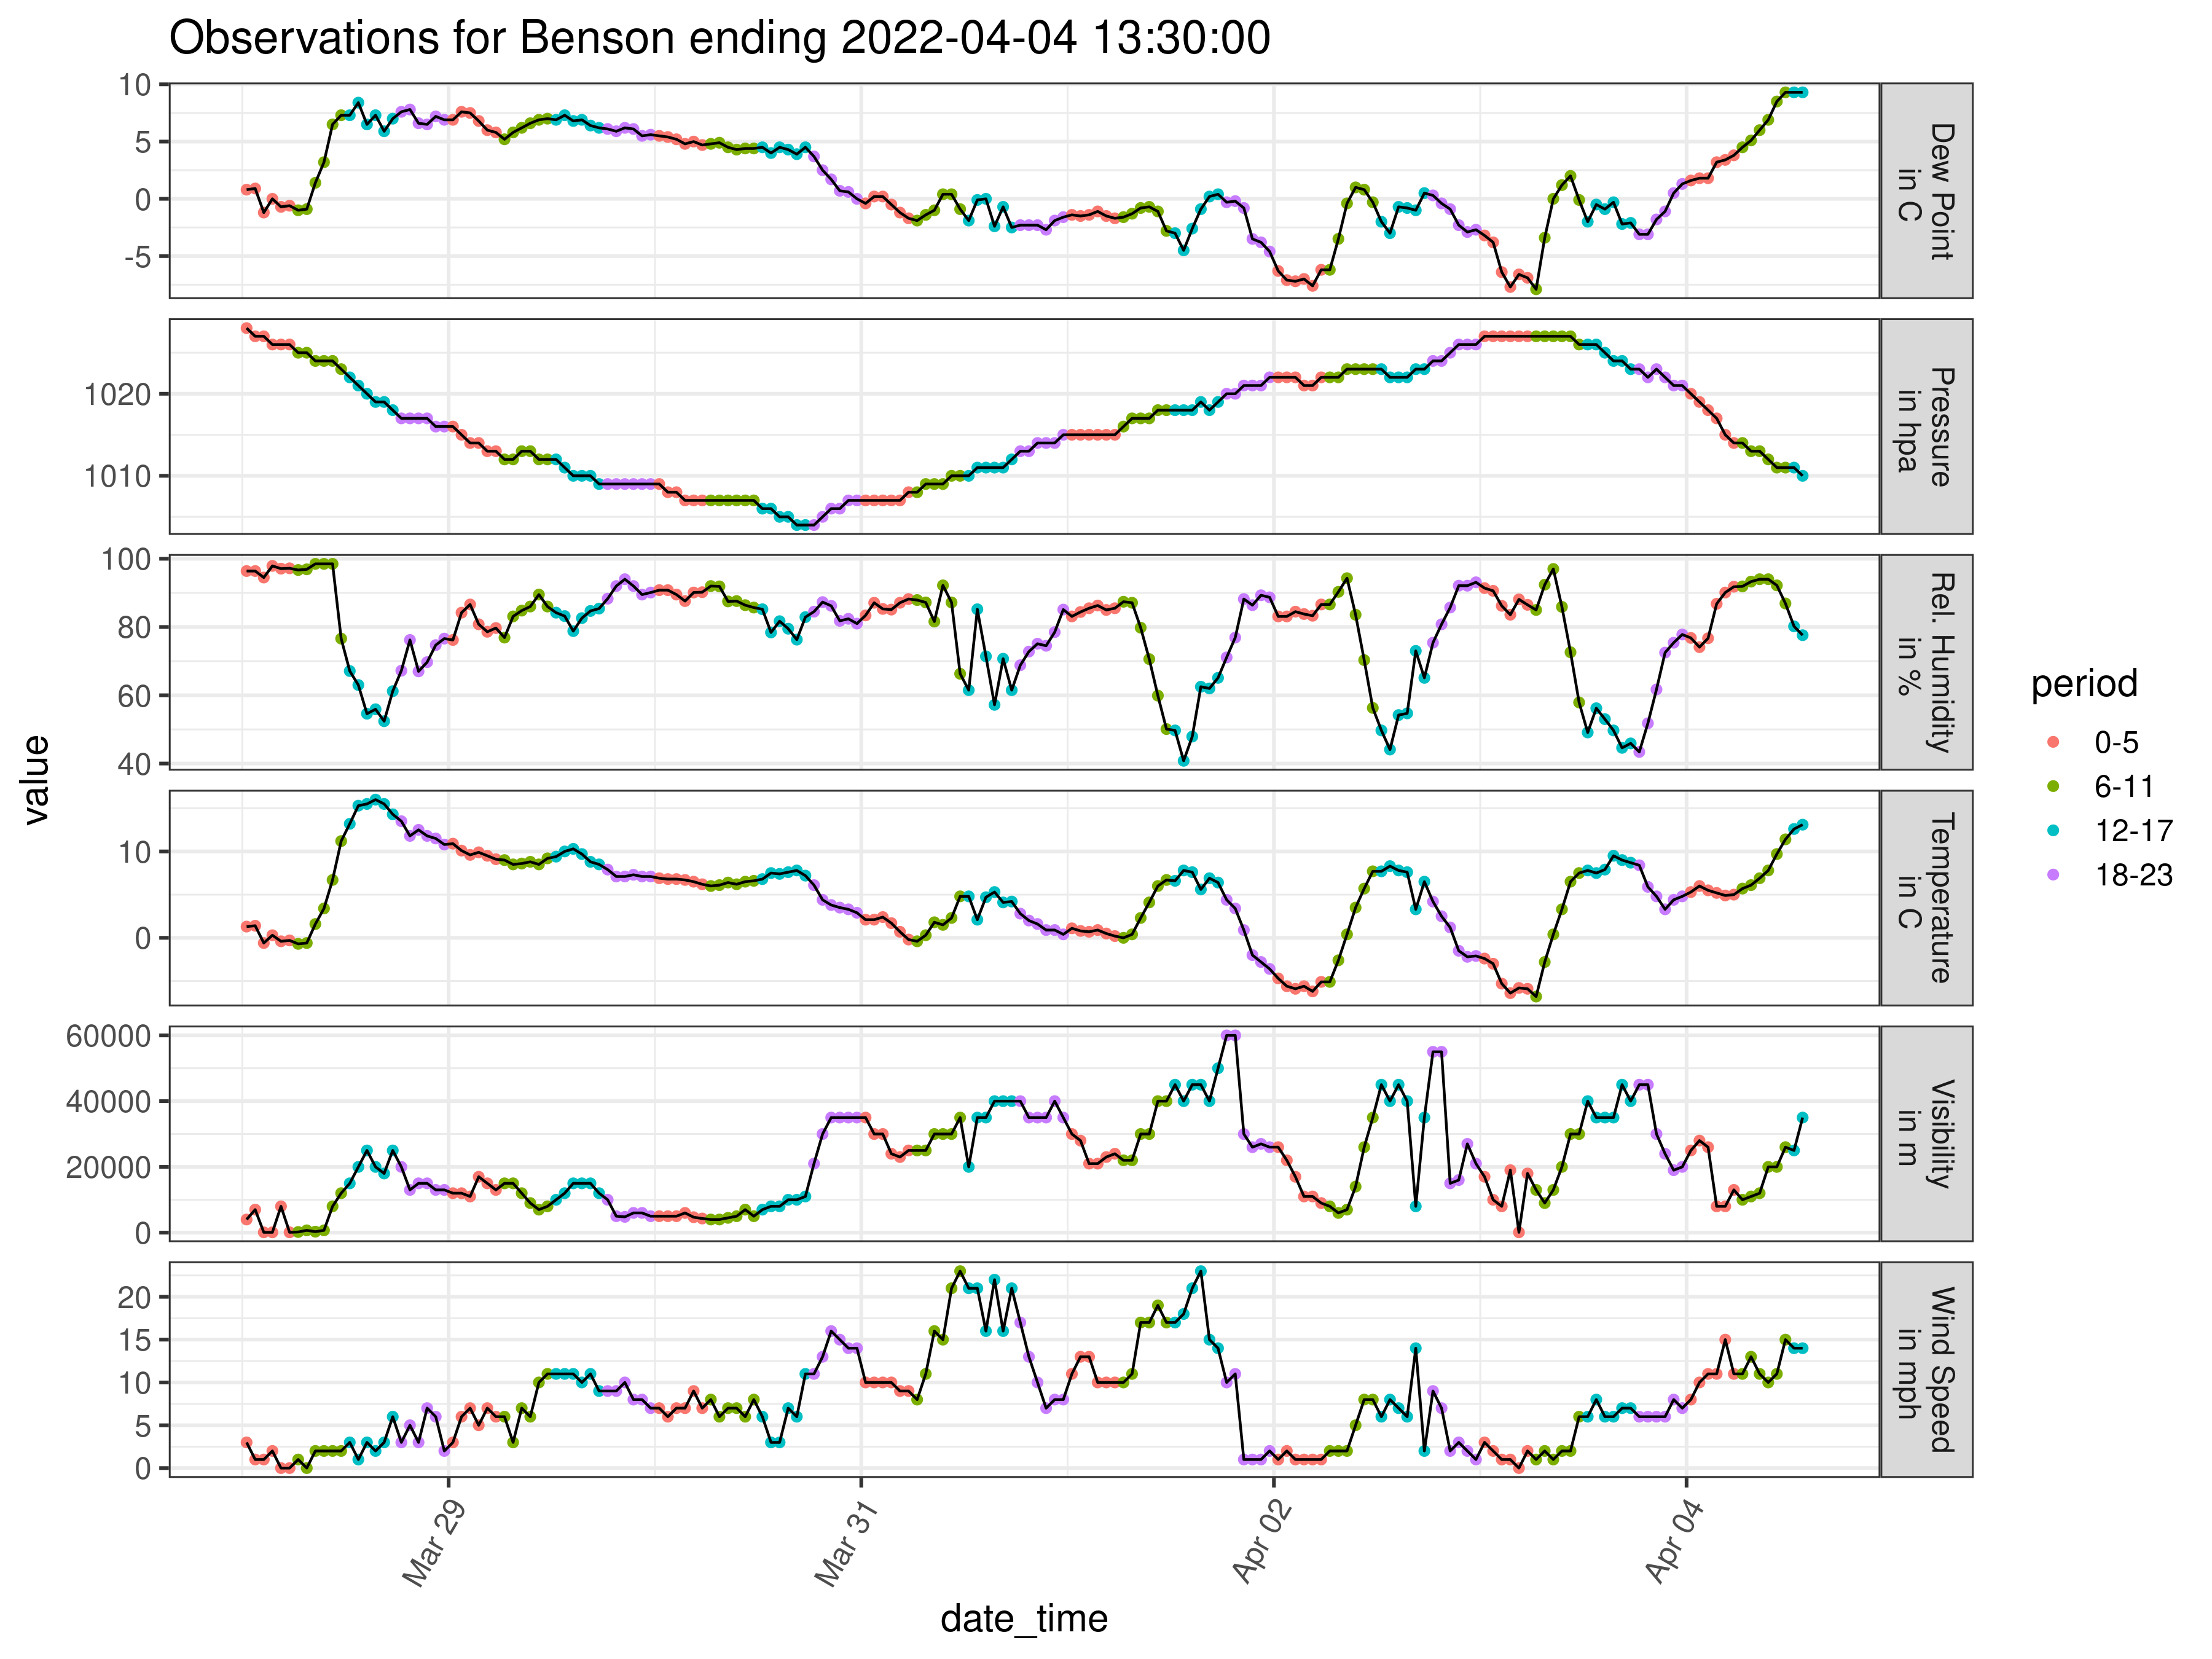 Observations for Benson ending 2022-04-04 13:30:00
value
10
5
0
-5
Dew Point
in C
1020
1010
Pressure
in hpa
100
80
60
40
Rel. Humidity
in %
10
0
Temperature
in C
60000
40000
20000
0
Visibility
in m
20
15
10
5
0
Wind Speed
in mph
Mar 29
Mar 31
Apr 02
Apr 04
date_time
period
0-5
6-11
12-17
18-23